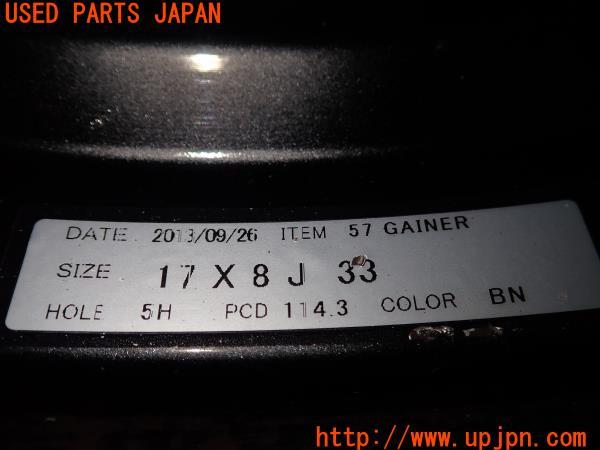 USED PARTS JAPAN
DATE 2013/09/26 ITEM 57 GAINER
SIZE 17 X 8 J 33
HOLE 5H PCD 114.3 COLOR BN
http://www.upjpn.com/